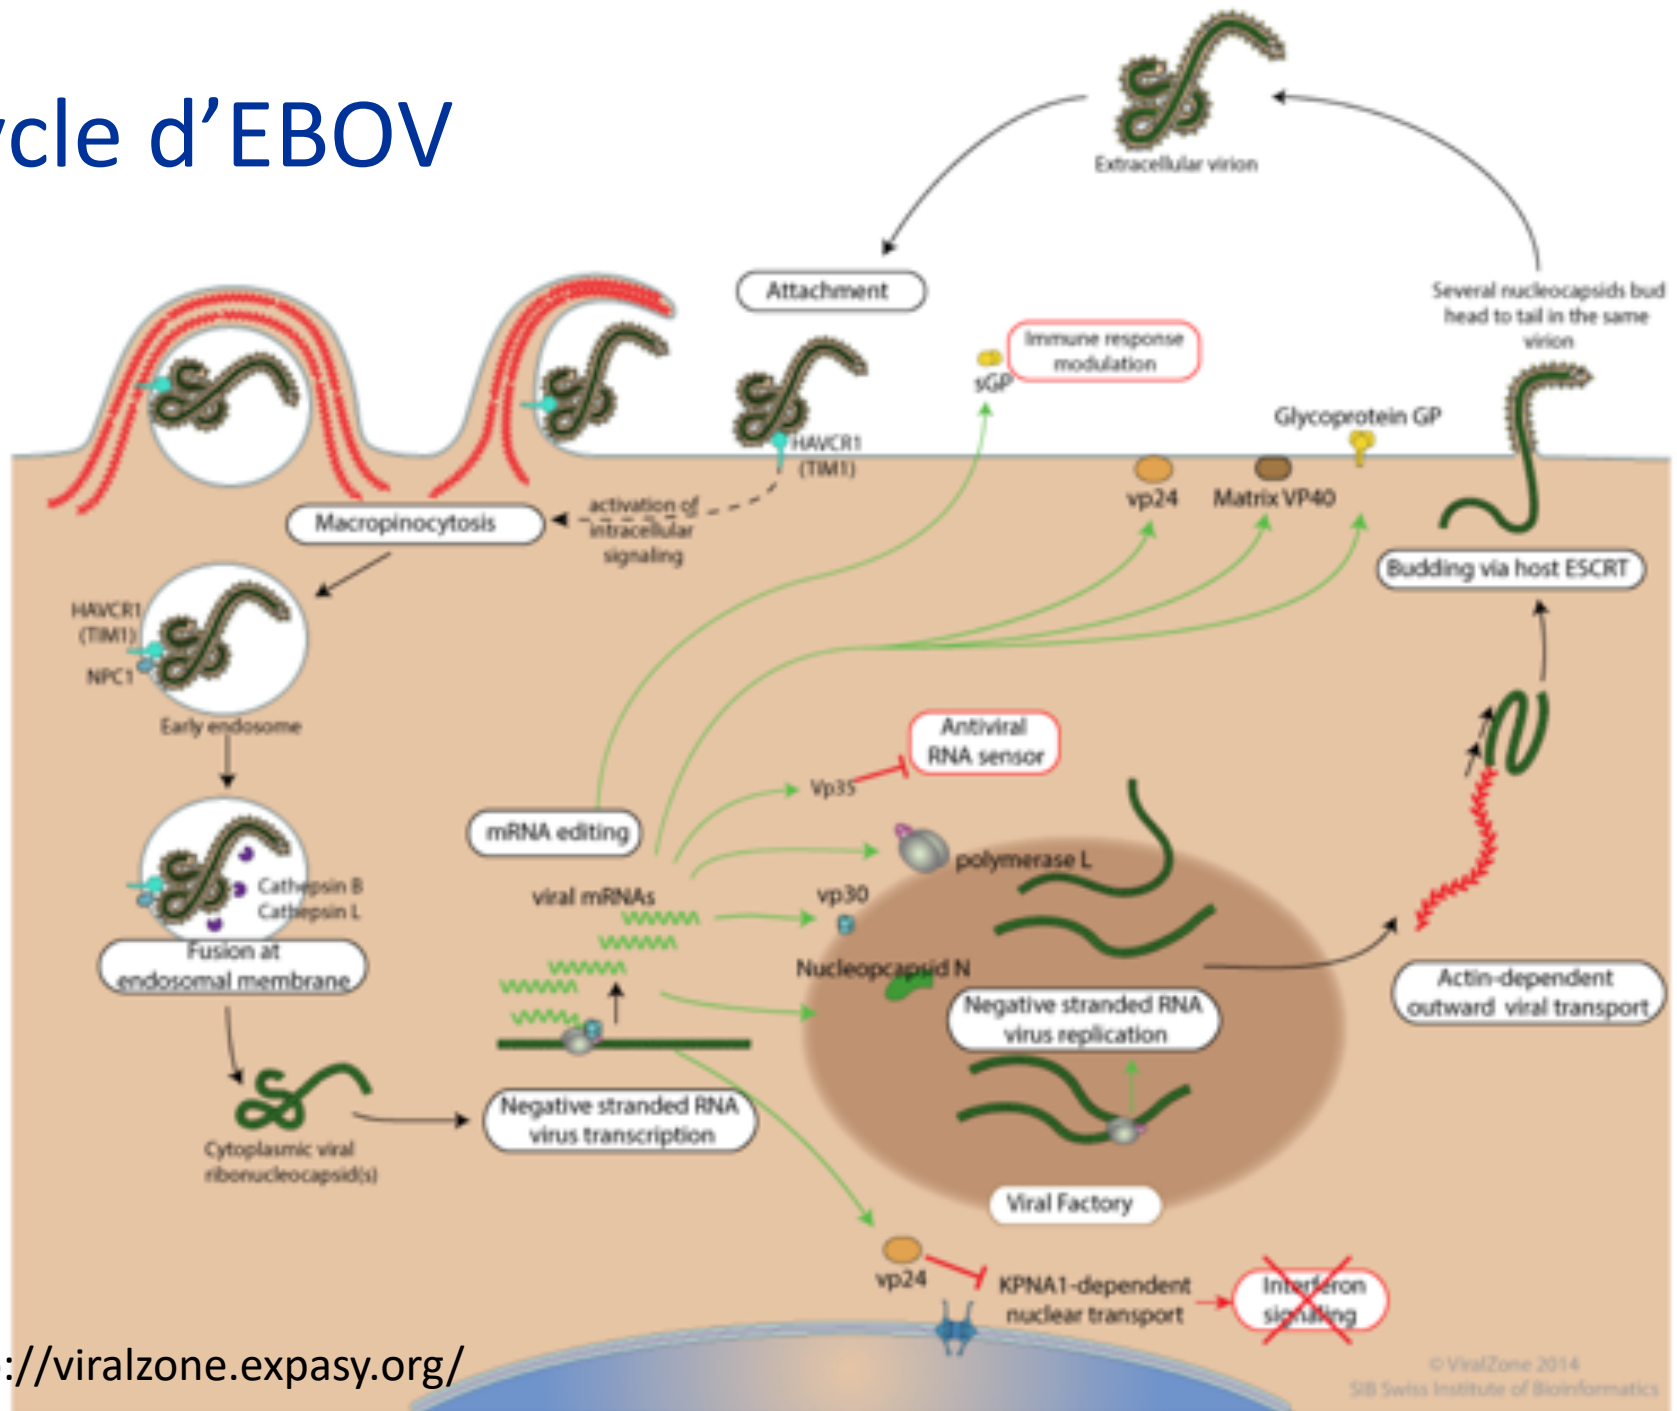 ycle d’EBOV
Extracellular virion
Attachment
Several nucleocapsids bud
head to tail in the same
virion
Immune response
modulation
sGP
Glycoprotein GP
HAVCR1
(TIM1)
vp24
Matrix VP40
activation of
intracellular
signaling
Macropinocytosis
Budding via host ESCRT
HAVCR1
(TIM1)
NPC1
Early endosome
Antiviral
RNA sensor
Vp35
mRNA editing
polymerase L
viral mRNAs
vp30
Cathepsin B
Cathepsin L
Fusion at
endosomal membrane
Nucleopcapsid N
Negative stranded RNA
virus replication
Actin-dependent
outward viral transport
Negative stranded RNA
virus transcription
Cytoplasmic viral
ribonucleocapsid(s)
Viral Factory
vp24
KPNA1-dependent
nuclear transport
Interferon
signaling
://viralzone.expasy.org/
© ViralZone 2014
SIB Swiss Institute of Bioinformatics